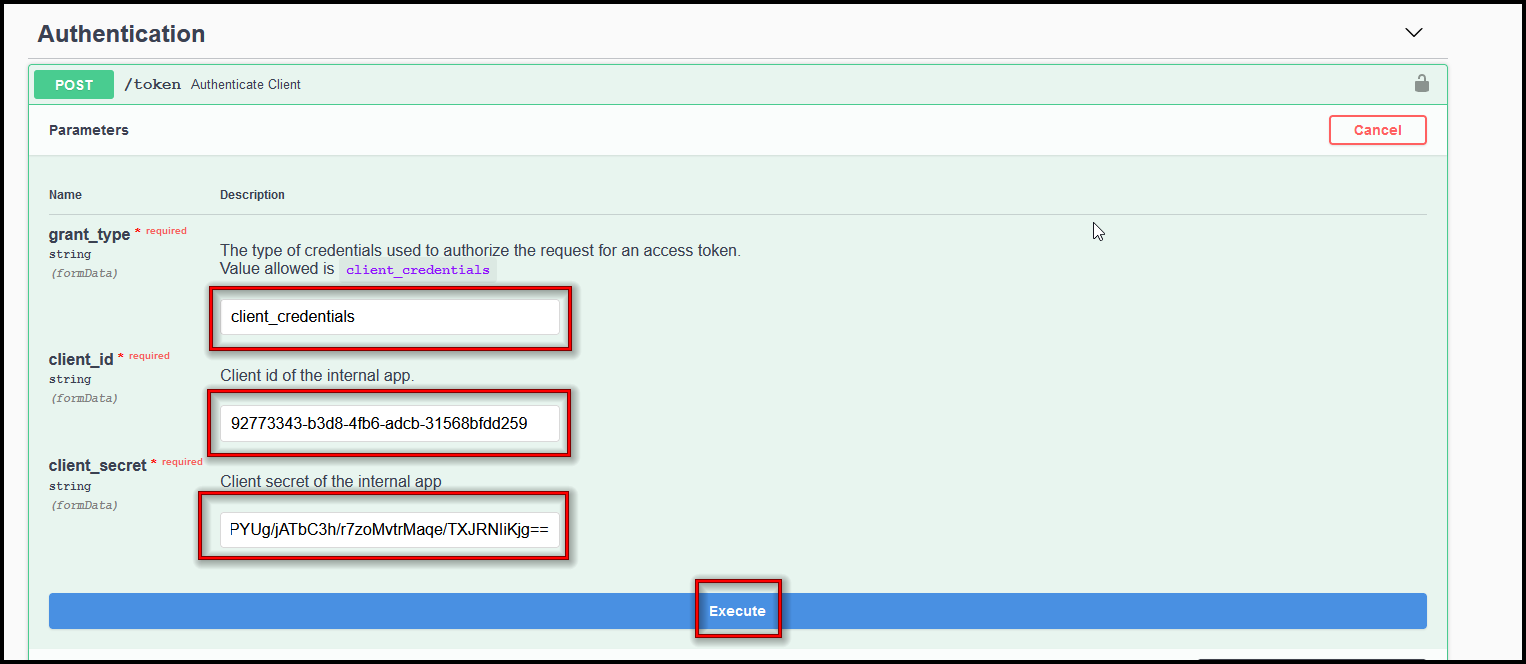 Authentication
POST /token Authenticate Client
Parameters
Cancel
Name Description
grant_type * required
string
(formData)
The type of credentials used to authorize the request for an access token.
Value allowed is client_credentials
client_credentials
client_id * required
string
(formData)
Client id of the internal app.
92773343-b3d8-4fb6-adcb-31568bfdd259
client_secret * required
string
(formData)
Client secret of the internal app
PYUg/jATbC3h/r7zoMvtrMaqe/TXJRNIiKjg==
Execute